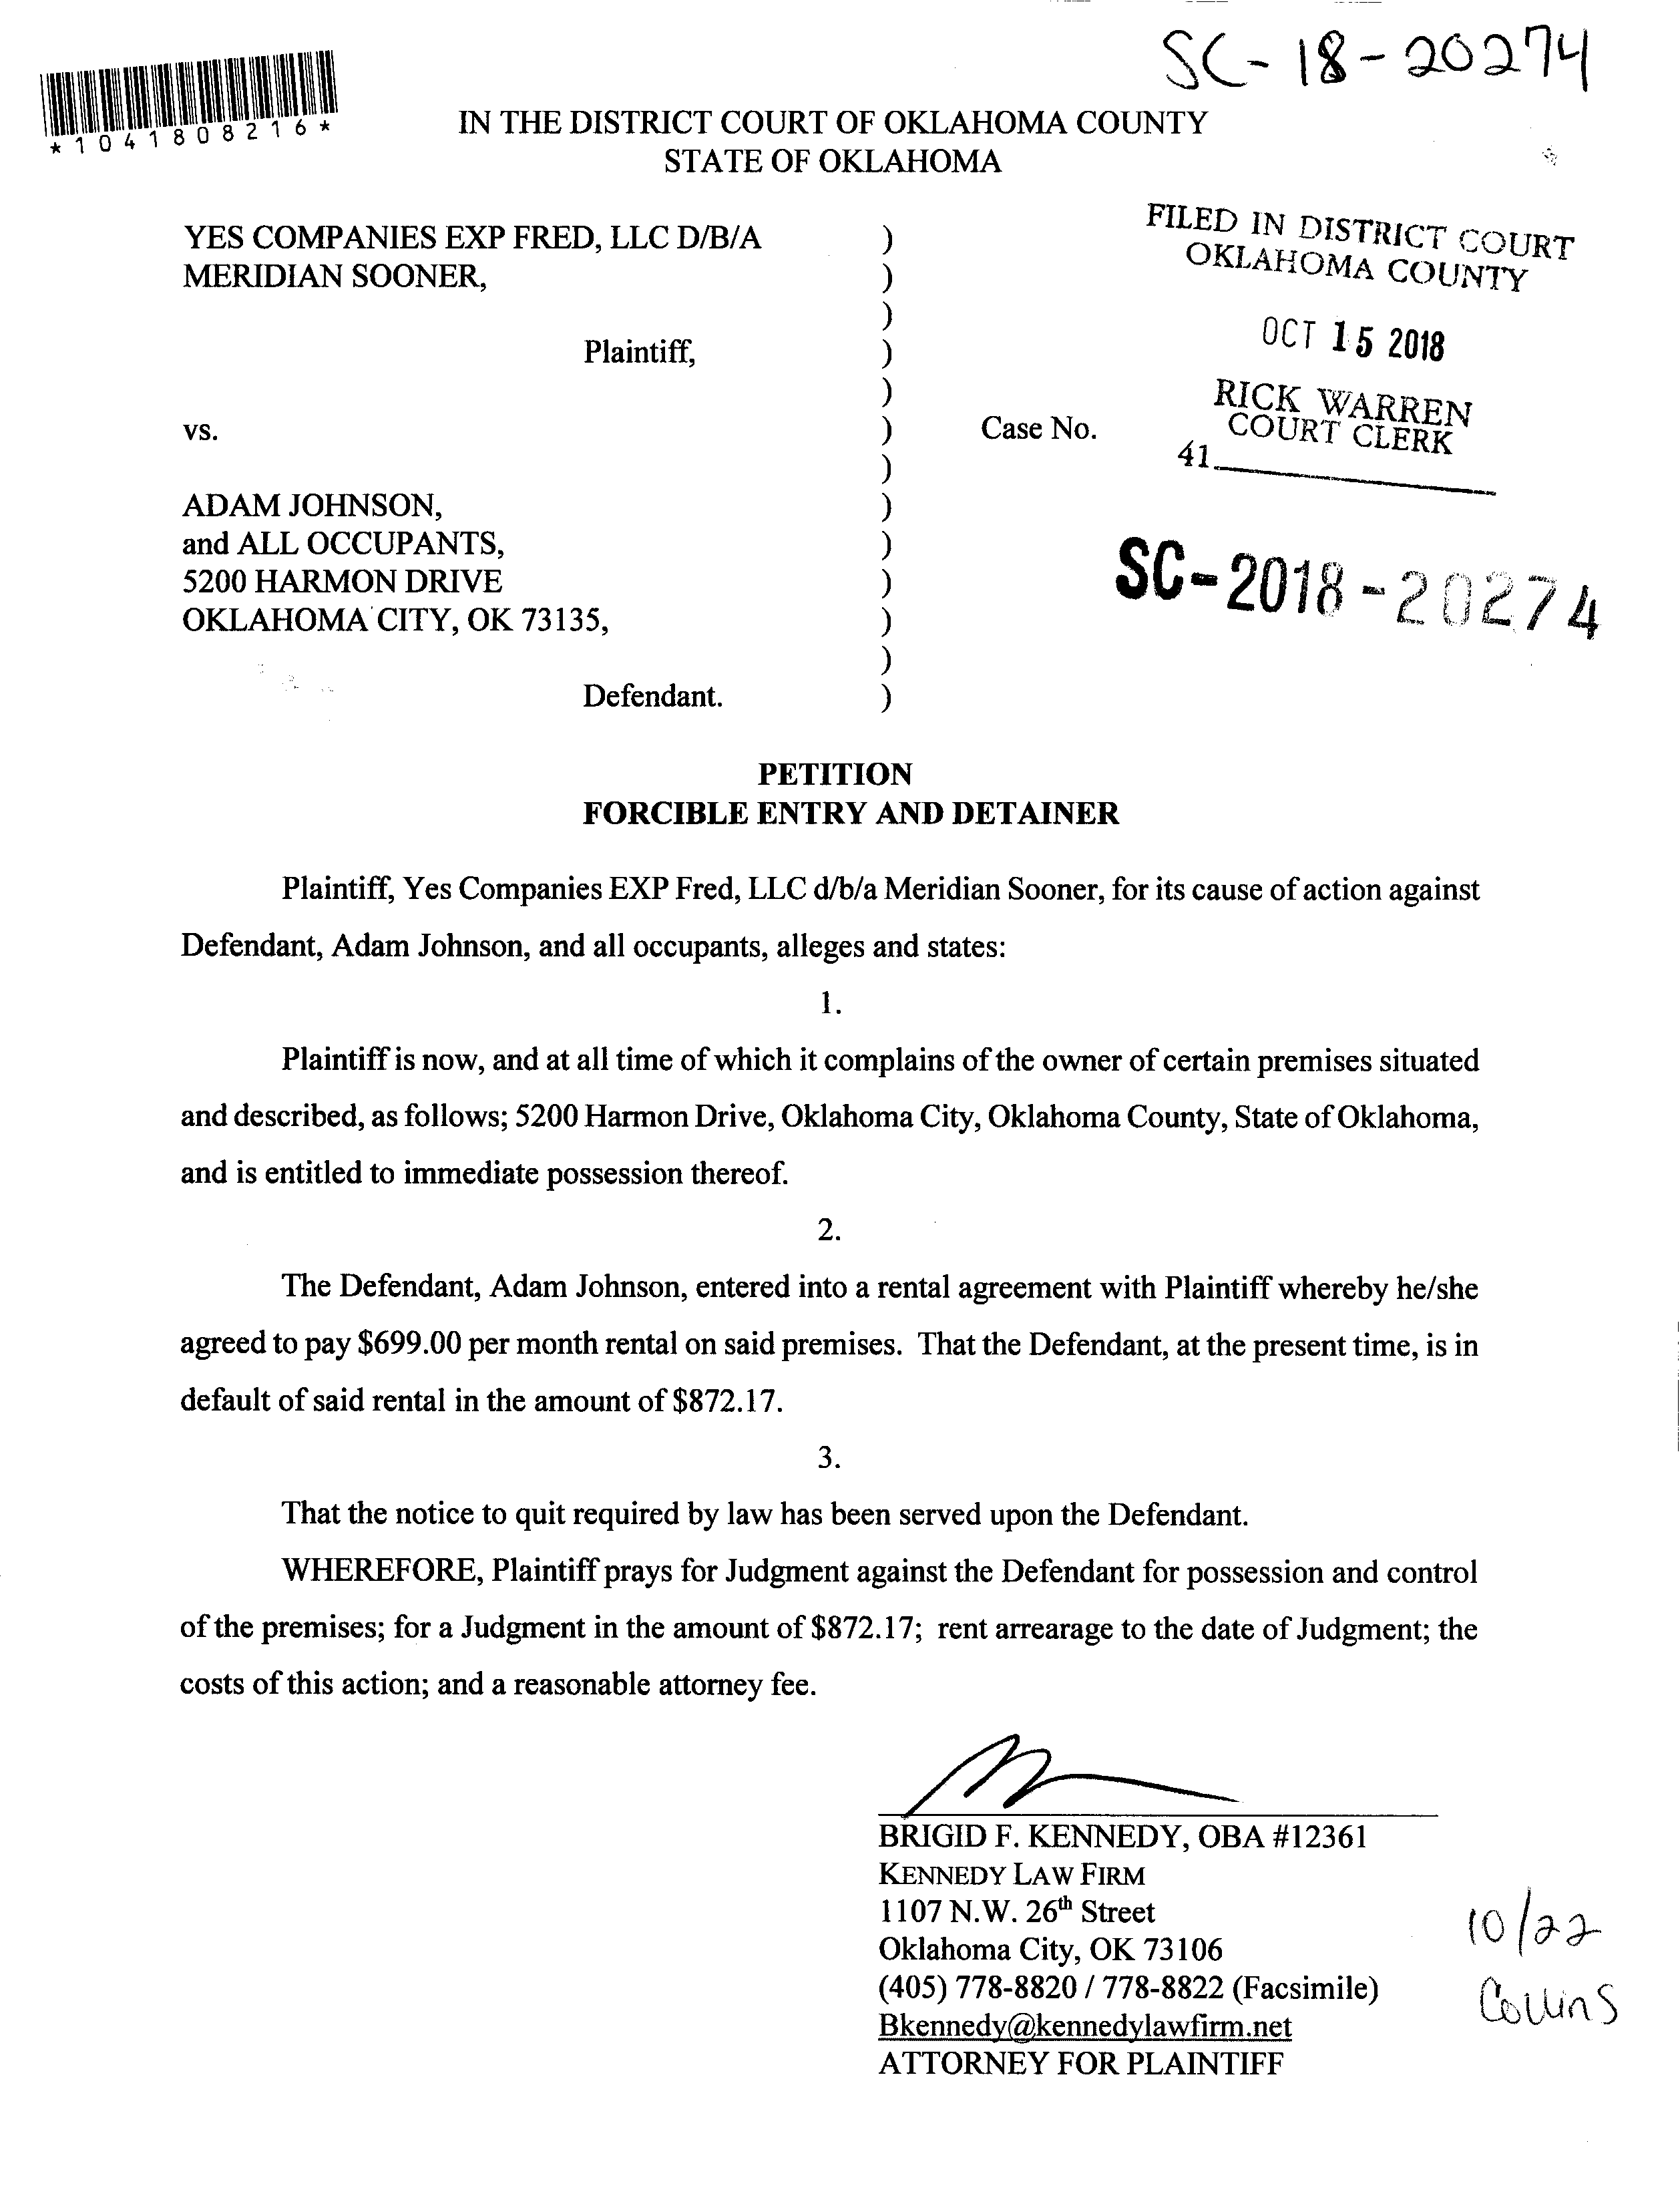 SC-18-20274
*1041808216*
IN THE DISTRICT COURT OF OKLAHOMA COUNTY
STATE OF OKLAHOMA
YES COMPANIES EXP FRED, LLC D/B/A )
MERIDIAN SOONER, )
)
Plaintiff, )
)
vs. ) Case No.
)
ADAM JOHNSON, )
and ALL OCCUPANTS, )
5200 HARMON DRIVE )
OKLAHOMA CITY, OK 73135, )
)
Defendant. )
FILED IN DISTRICT COURT
OKLAHOMA COUNTY
OCT 15 2018
RICK WARREN
COURT CLERK
41
SC-2018-20274
PETITION
FORCIBLE ENTRY AND DETAINER
Plaintiff, Yes Companies EXP Fred, LLC d/b/a Meridian Sooner, for its cause of action against
Defendant, Adam Johnson, and all occupants, alleges and states:
1.
Plaintiff is now, and at all time of which it complains of the owner of certain premises situated
and described, as follows; 5200 Harmon Drive, Oklahoma City, Oklahoma County, State of Oklahoma,
and is entitled to immediate possession thereof.
2.
The Defendant, Adam Johnson, entered into a rental agreement with Plaintiff whereby he/she
agreed to pay $699.00 per month rental on said premises. That the Defendant, at the present time, is in
default of said rental in the amount of $872.17.
3.
That the notice to quit required by law has been served upon the Defendant.
WHEREFORE, Plaintiff prays for Judgment against the Defendant for possession and control
of the premises; for a Judgment in the amount of $872.17; rent arrearage to the date of Judgment; the
costs of this action; and a reasonable attorney fee.
BRIGID F. KENNEDY, OBA #12361
KENNEDY LAW FIRM
1107 N.W. 26th Street
Oklahoma City, OK 73106
(405) 778-8820 / 778-8822 (Facsimile)
Bkennedy@kennedylawfirm.net
ATTORNEY FOR PLAINTIFF
10/22
Collins